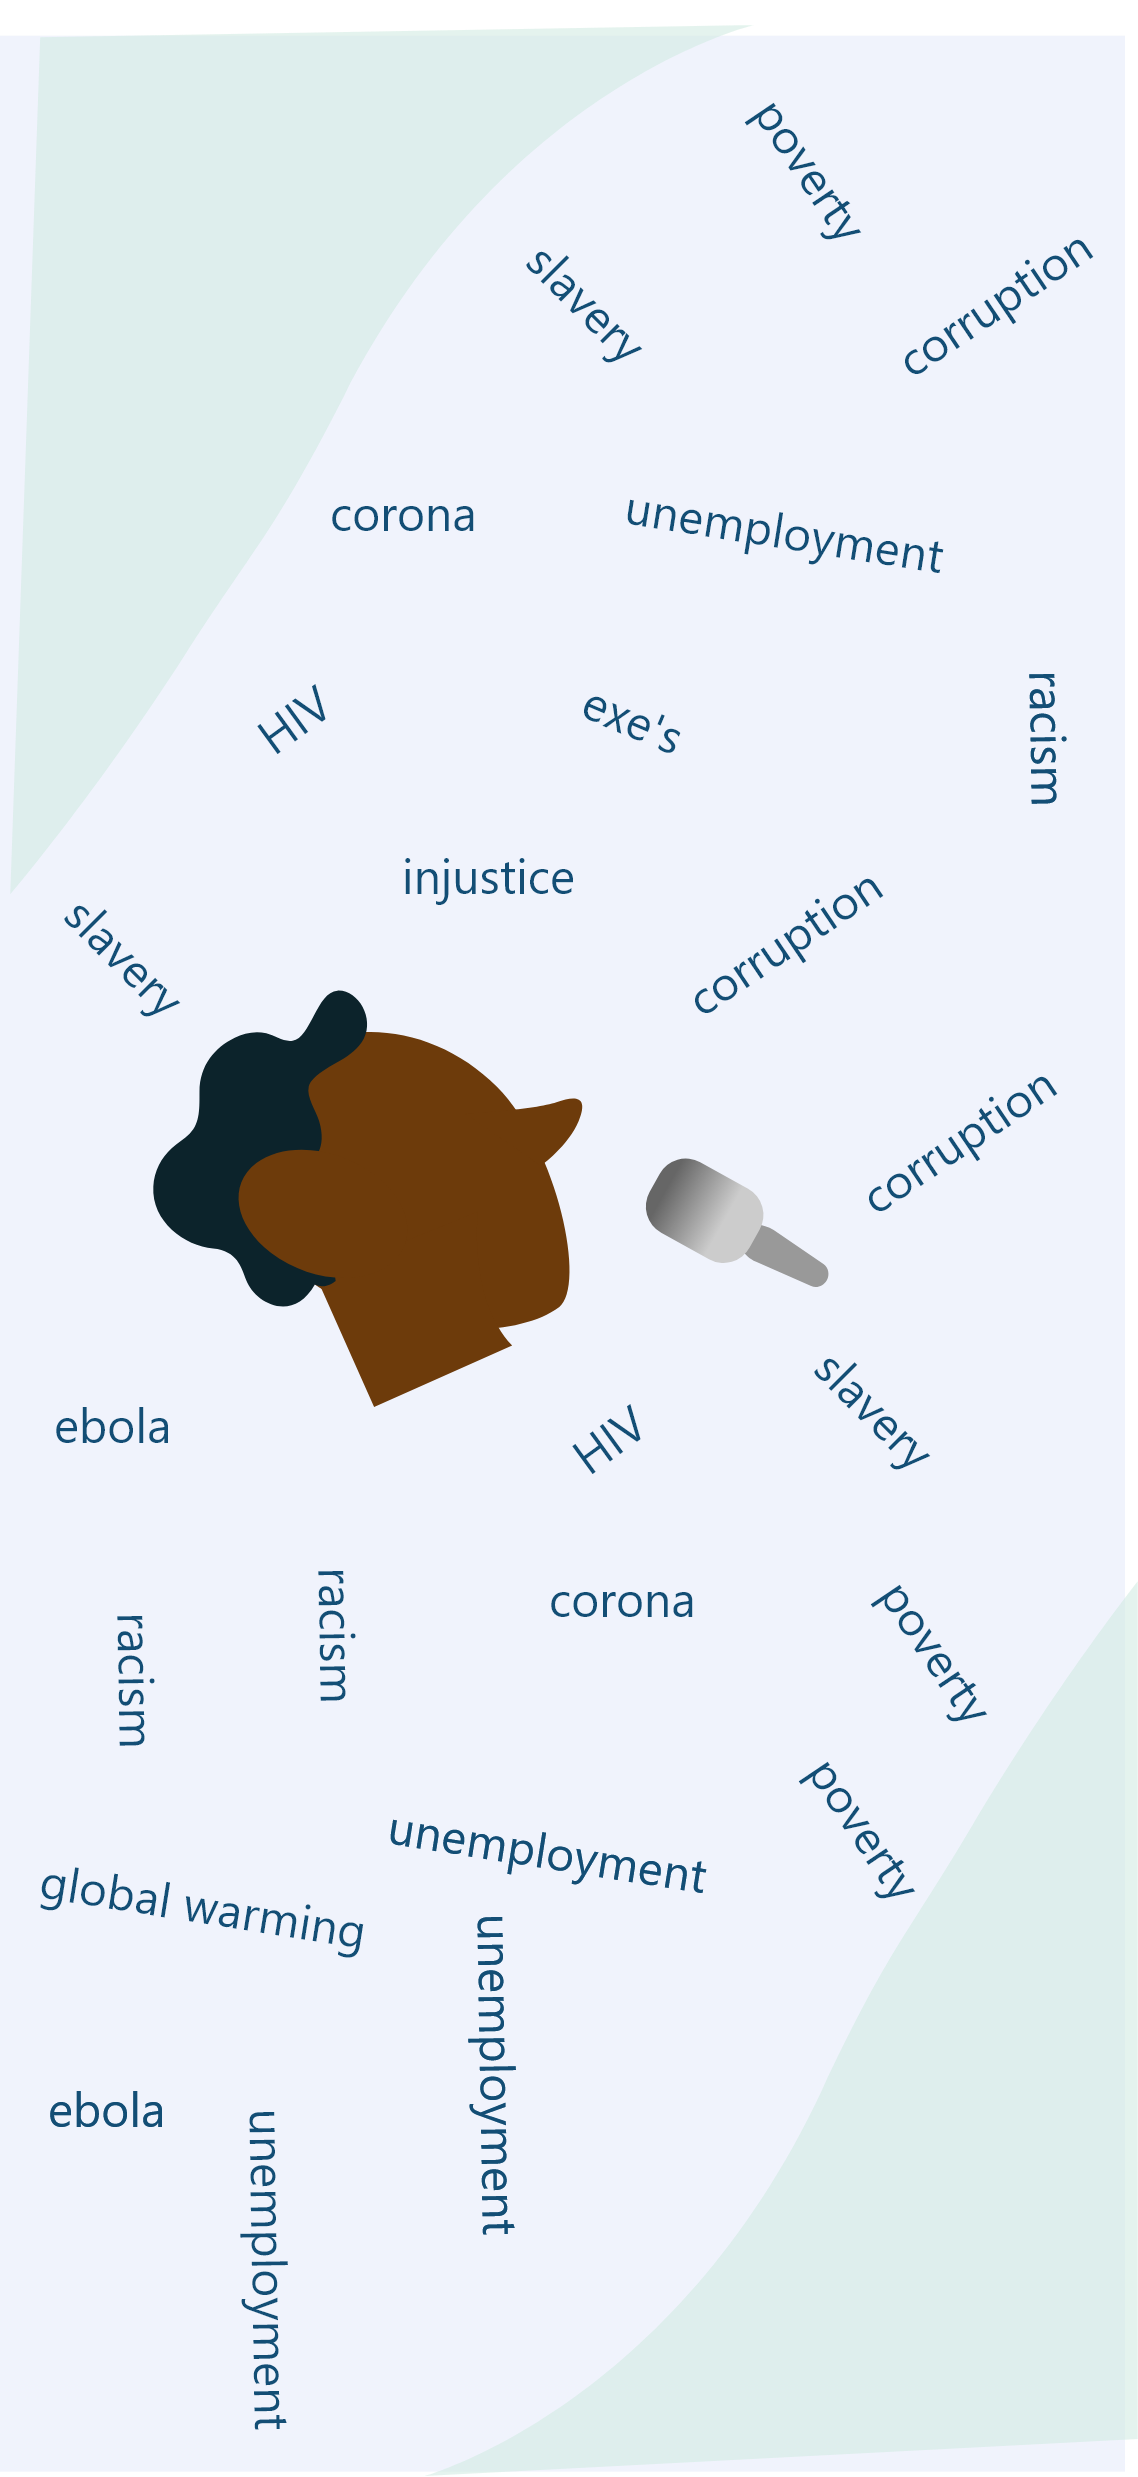 poverty
slavery
corruption
corona
unemployment
HIV
exe's
racism
injustice
corruption
slavery
corruption
slavery
ebola
HIV
racism
racism
corona
poverty
poverty
unemployment
global warming
unemployment
ebola
unemployment